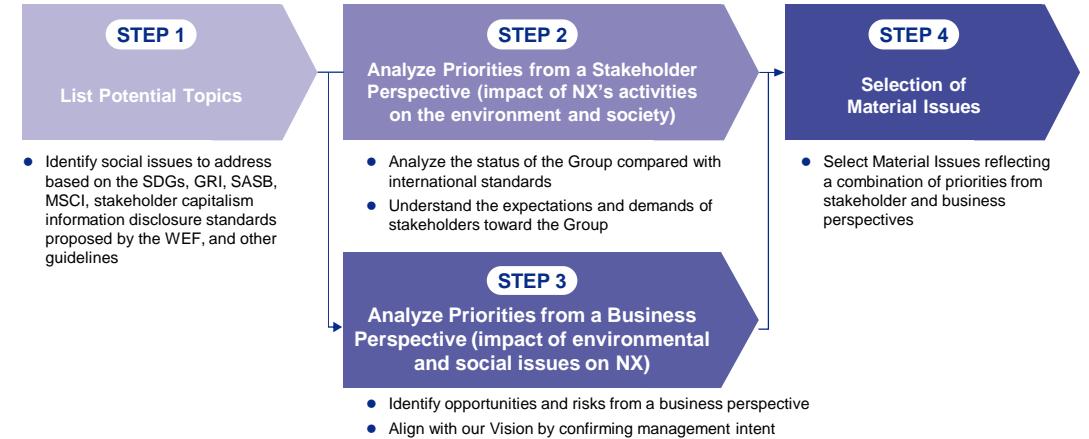 STEP 1
List Potential Topics
● Identify social issues to address
based on the SDGs, GRI, SASB,
MSCI, stakeholder capitalism
information disclosure standards
proposed by the WEF, and other
guidelines
STEP 2
Analyze Priorities from a Stakeholder
Perspective (impact of NX's activities
on the environment and society)
● Analyze the status of the Group compared with
international standards
● Understand the expectations and demands of
stakeholders toward the Group
STEP 3
Analyze Priorities from a Business
Perspective (impact of environmental
and social issues on NX)
● Identify opportunities and risks from a business perspective
● Align with our Vision by confirming management intent
STEP 4
Selection of
Material Issues
● Select Material Issues reflecting
a combination of priorities from
stakeholder and business
perspectives